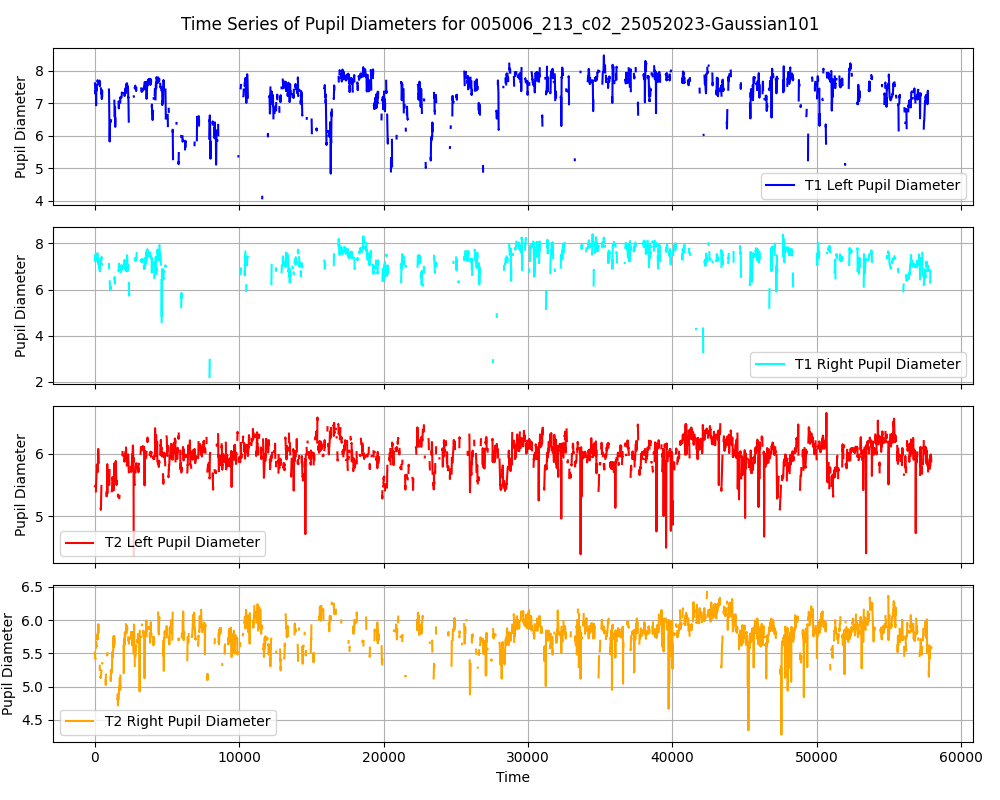 Time Series of Pupil Diameters for 005006_213_c02_25052023-Gaussian101
Pupil Diameter
8
7
6
5
4
T1 Left Pupil Diameter
Pupil Diameter
8
6
4
2
T1 Right Pupil Diameter
Pupil Diameter
6
5
T2 Left Pupil Diameter
Pupil Diameter
6.5
6.0
5.5
5.0
4.5
T2 Right Pupil Diameter
0 10000 20000 30000 40000 50000 60000
Time